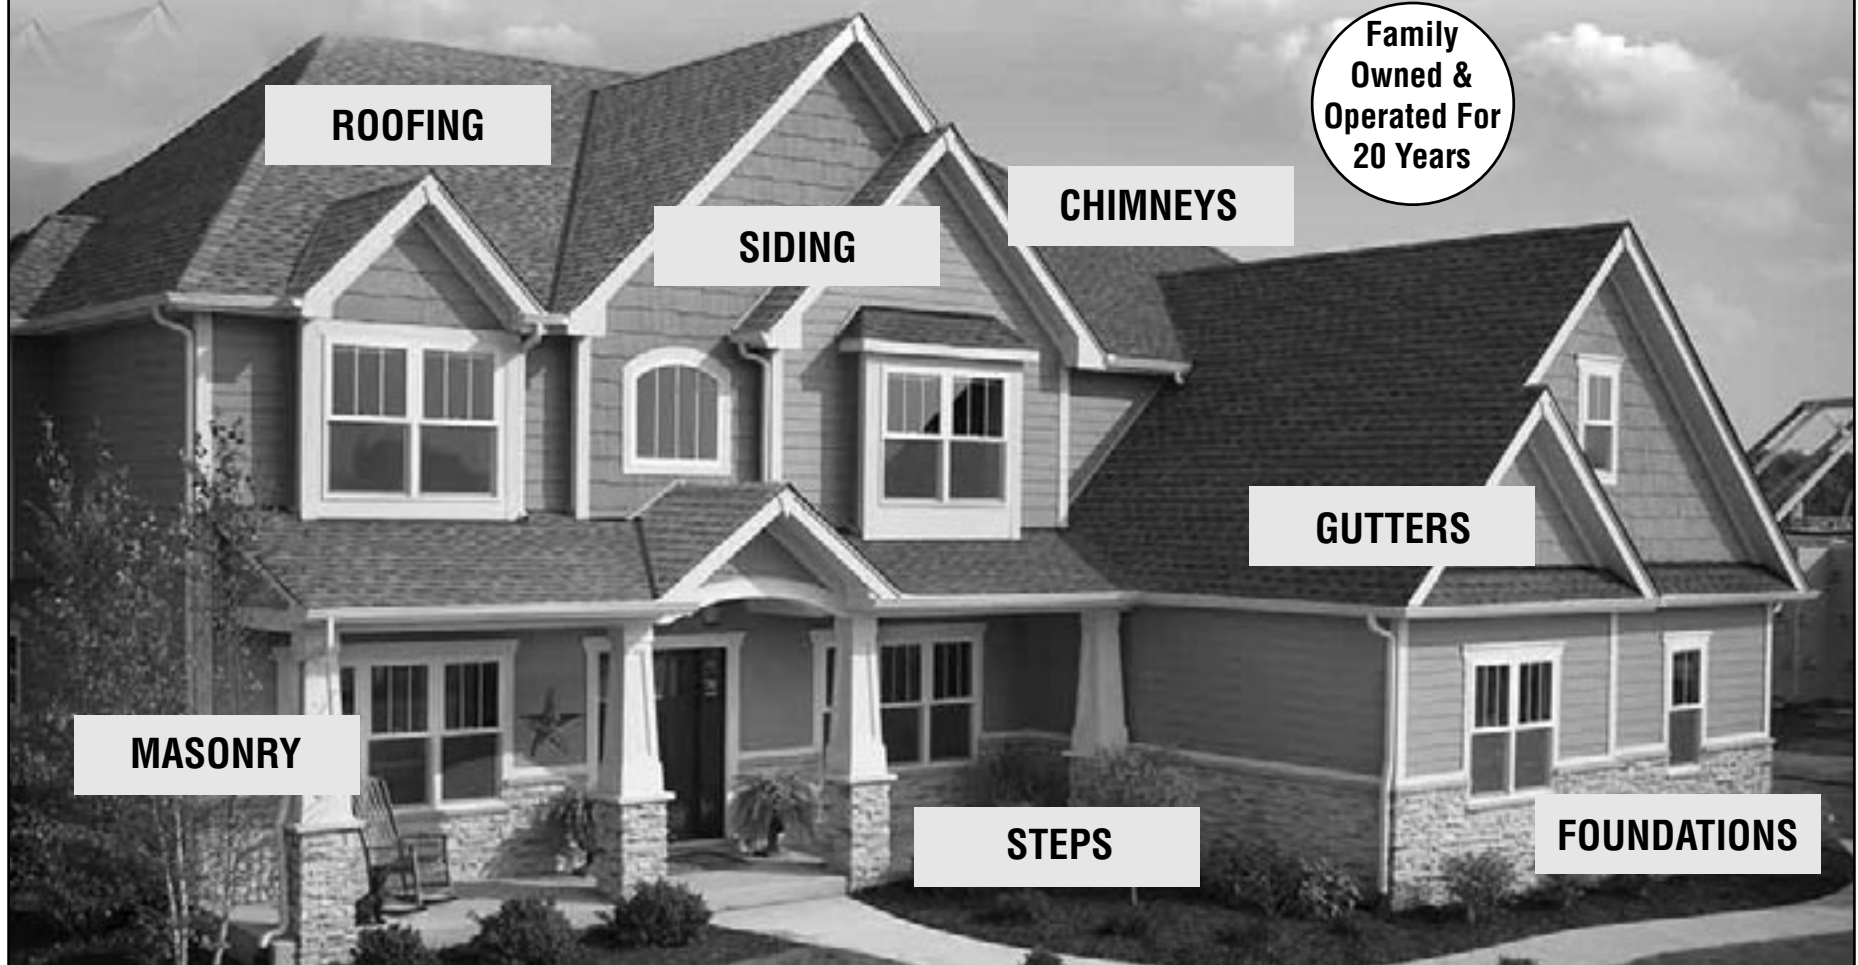 Family
Owned &
Operated For
20 Years
ROOFING
CHIMNEYS
SIDING
GUTTERS
MASONRY
STEPS
FOUNDATIONS